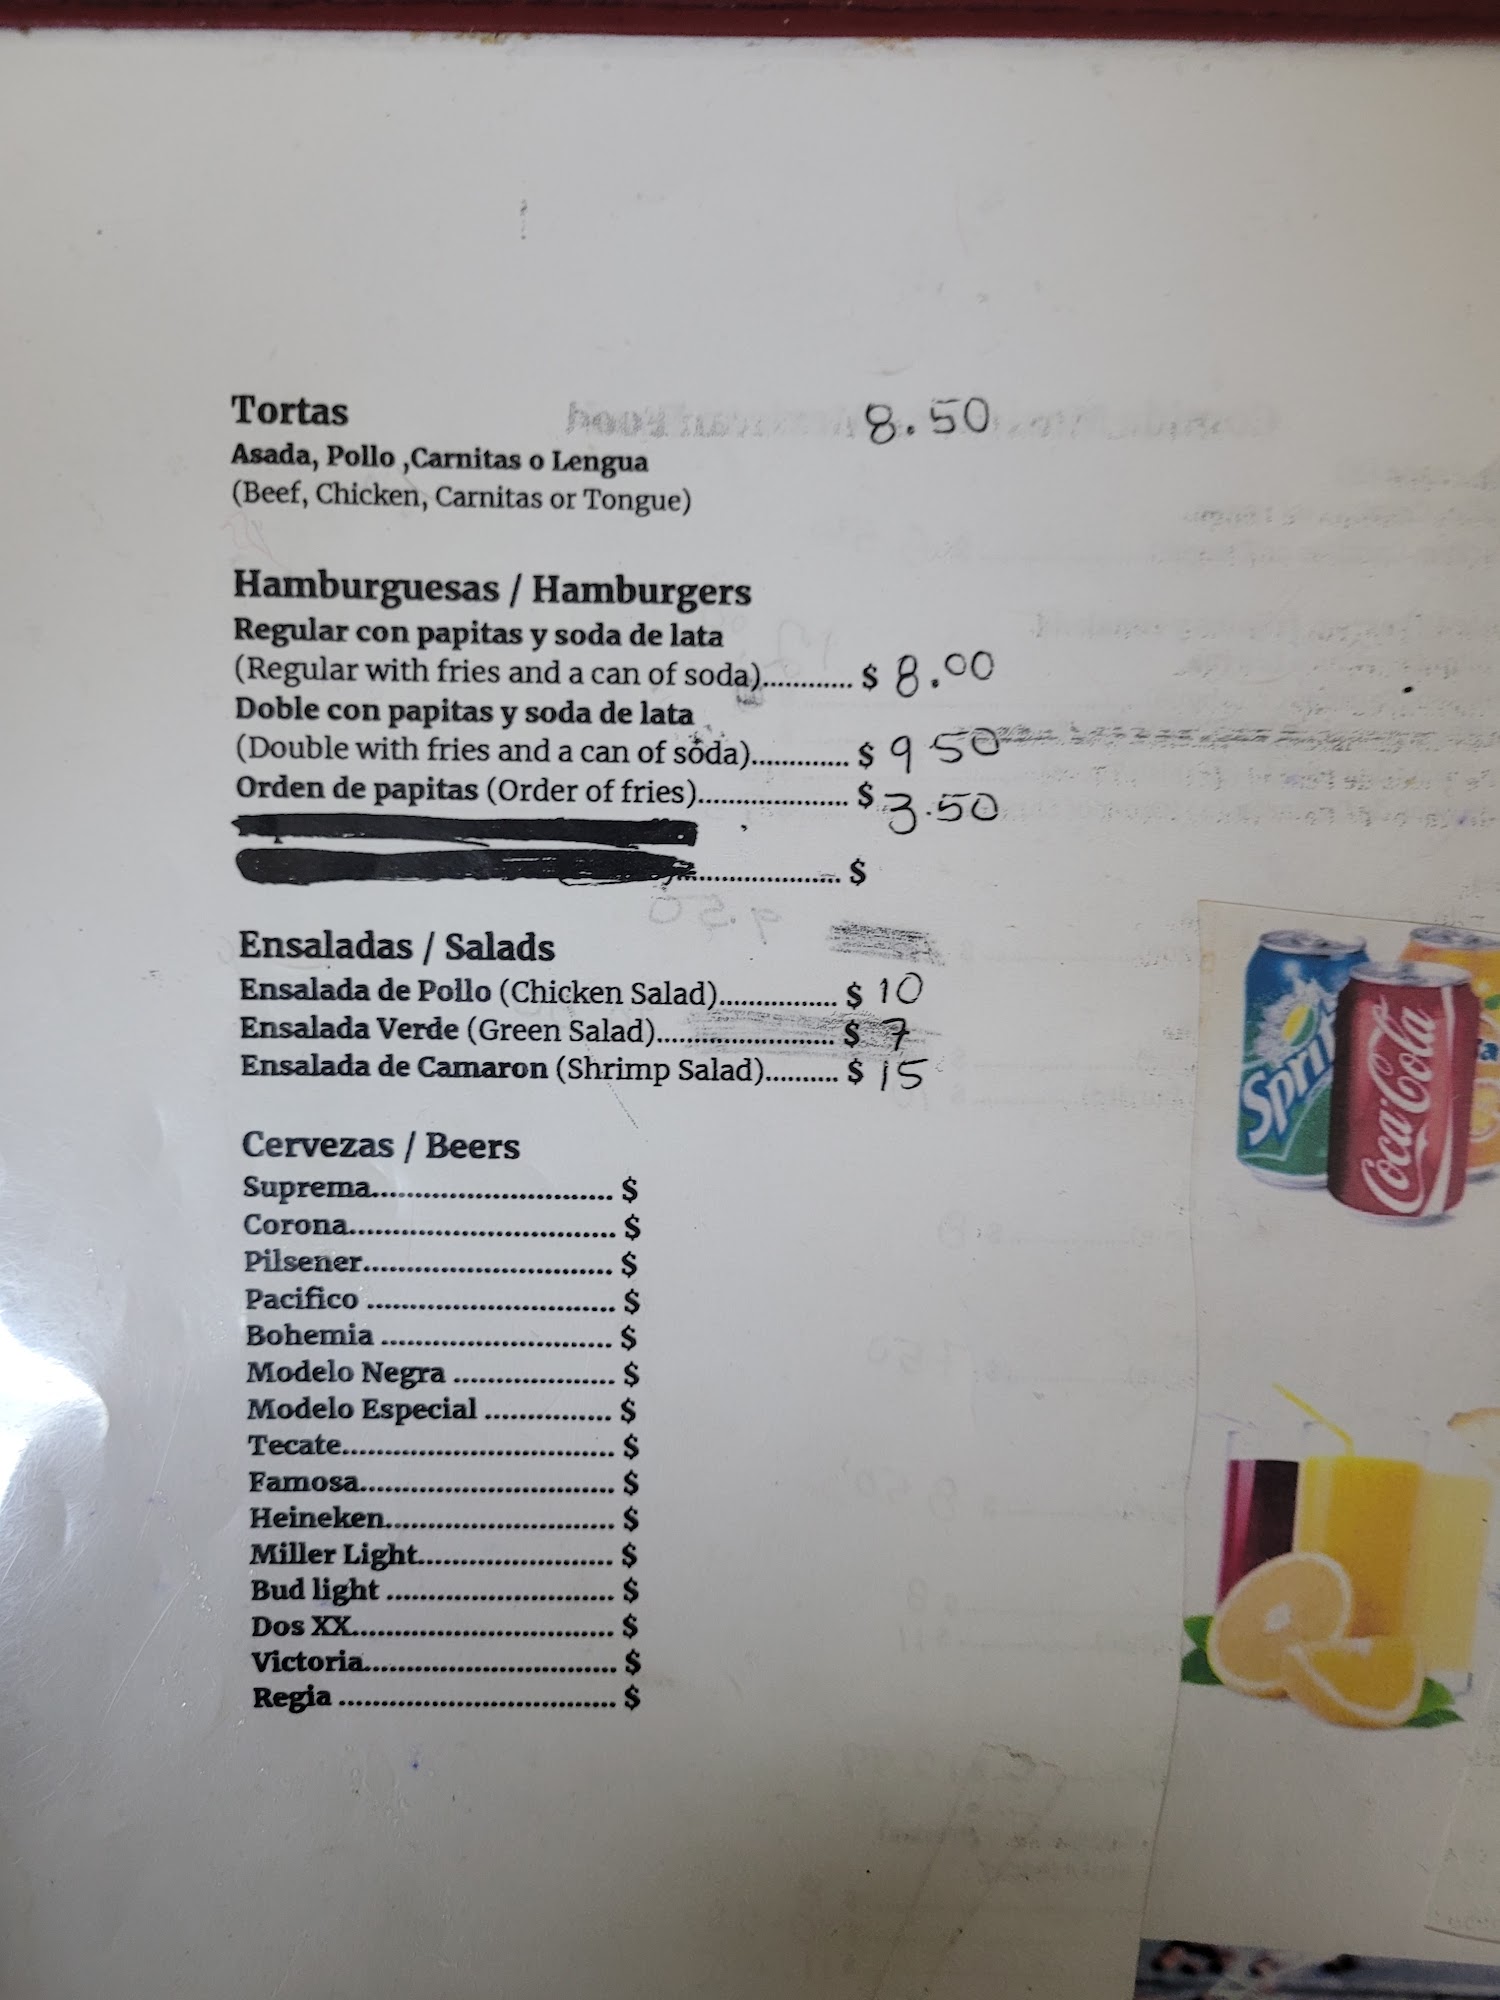 Tortas 8.50
Asada, Pollo ,Carnitas o Lengua
(Beef, Chicken, Carnitas or Tongue)
Hamburguesas / Hamburgers
Regular con papitas y soda de lata
(Regular with fries and a can of soda)............ $ 8.00
Doble con papitas y soda de lata
(Double with fries and a can of soda)............. $ 9 50
Orden de papitas (Order of fries).................... $ 3.50
...................... $
Ensaladas / Salads
Ensalada de Pollo (Chicken Salad)................ $ 10
Ensalada Verde (Green Salad)........................ $ 7
Ensalada de Camaron (Shrimp Salad).......... $ 15
Cervezas / Beers
Suprema............................... $
Corona.................................. $
Pilsener................................ $
Pacifico ................................ $
Bohemia .............................. $
Modelo Negra ..................... $
Modelo Especial ................ $
Tecate................................... $
Famosa................................. $
Heineken.............................. $
Miller Light......................... $
Bud light ............................. $
Dos XX.................................. $
Victoria................................ $
Regia ................................... $
Sprite
Coca-Cola